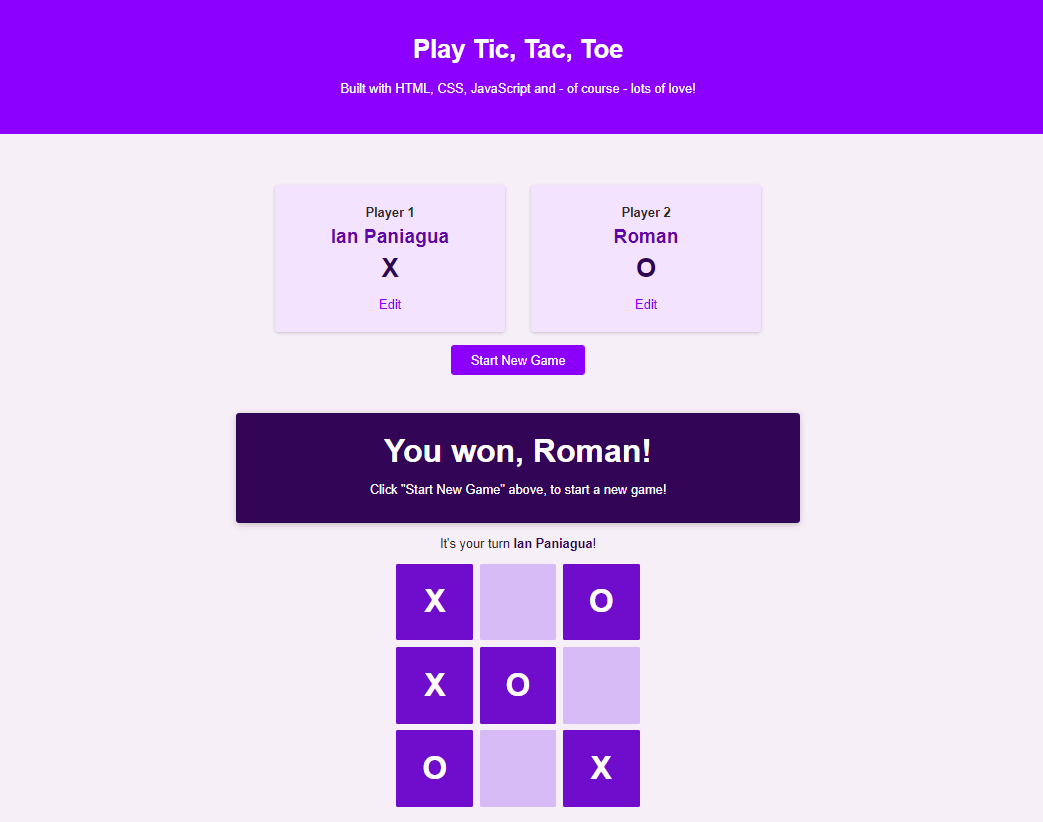 Play Tic, Tac, Toe
Built with HTML, CSS, JavaScript and - of course - lots of love!
Player 1
Ian Paniagua
X
Edit
Player 2
Roman
O
Edit
Start New Game
You won, Roman!
Click "Start New Game" above, to start a new game!
It's your turn Ian Paniagua!
X O
X O
O X